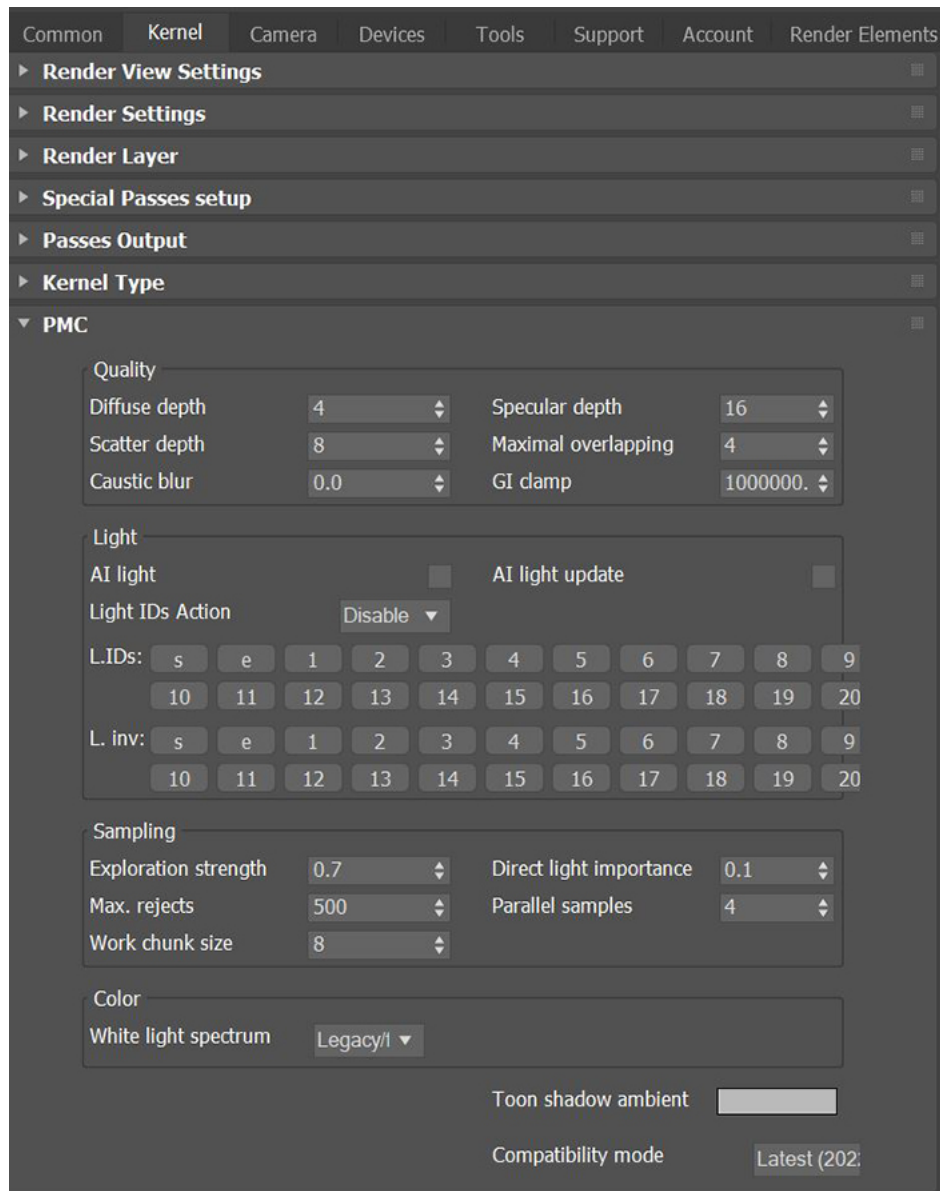 Common Kernel Camera Devices Tools Support Account Render Elements
Render View Settings
Render Settings
Render Layer
Special Passes setup
Passes Output
Kernel Type
PMC
Quality
Diffuse depth 4 Specular depth 16
Scatter depth 8 Maximal overlapping 4
Caustic blur 0.0 GI clamp 1000000.
Light
AI light AI light update
Light IDs Action Disable
L.IDs: s e 1 2 3 4 5 6 7 8 9
10 11 12 13 14 15 16 17 18 19 20
L. inv: s e 1 2 3 4 5 6 7 8 9
10 11 12 13 14 15 16 17 18 19 20
Sampling
Exploration strength 0.7 Direct light importance 0.1
Max. rejects 500 Parallel samples 4
Work chunk size 8
Color
White light spectrum Legacy/
Toon shadow ambient
Compatibility mode Latest (202